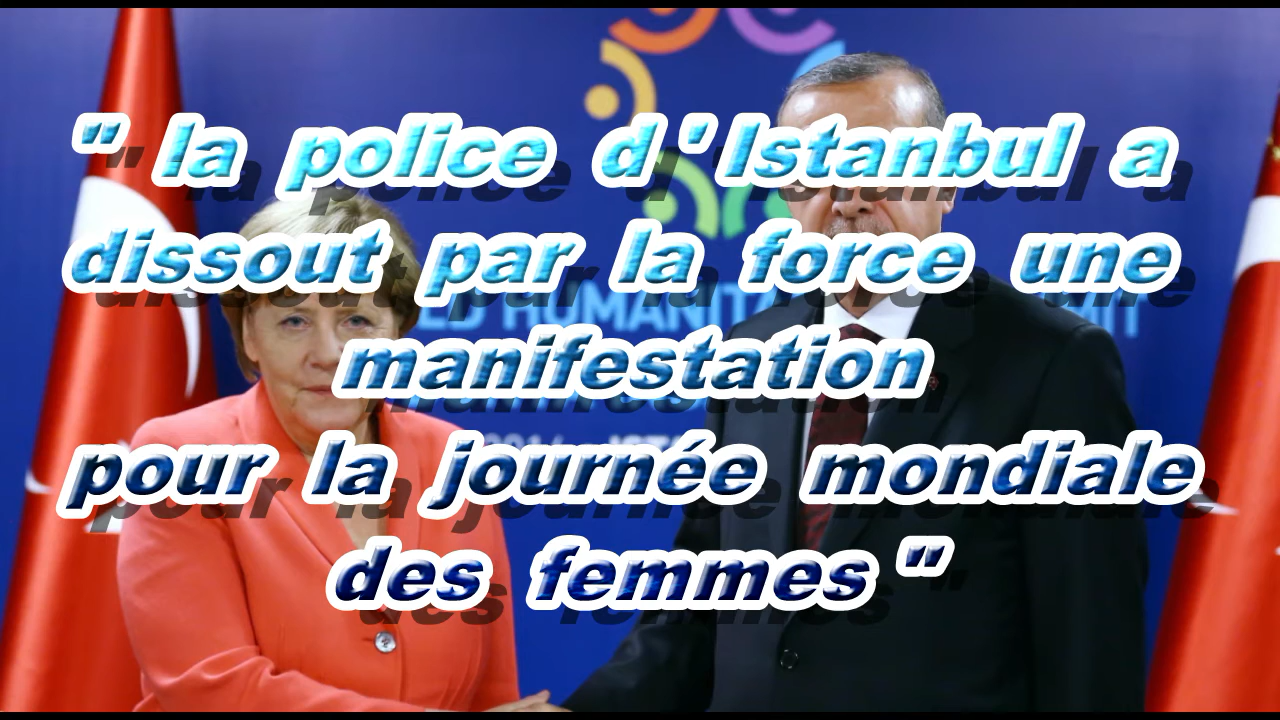 " la police d ' Istanbul a
dissout par la force une
manifestation
pour la journée mondiale
des femmes "